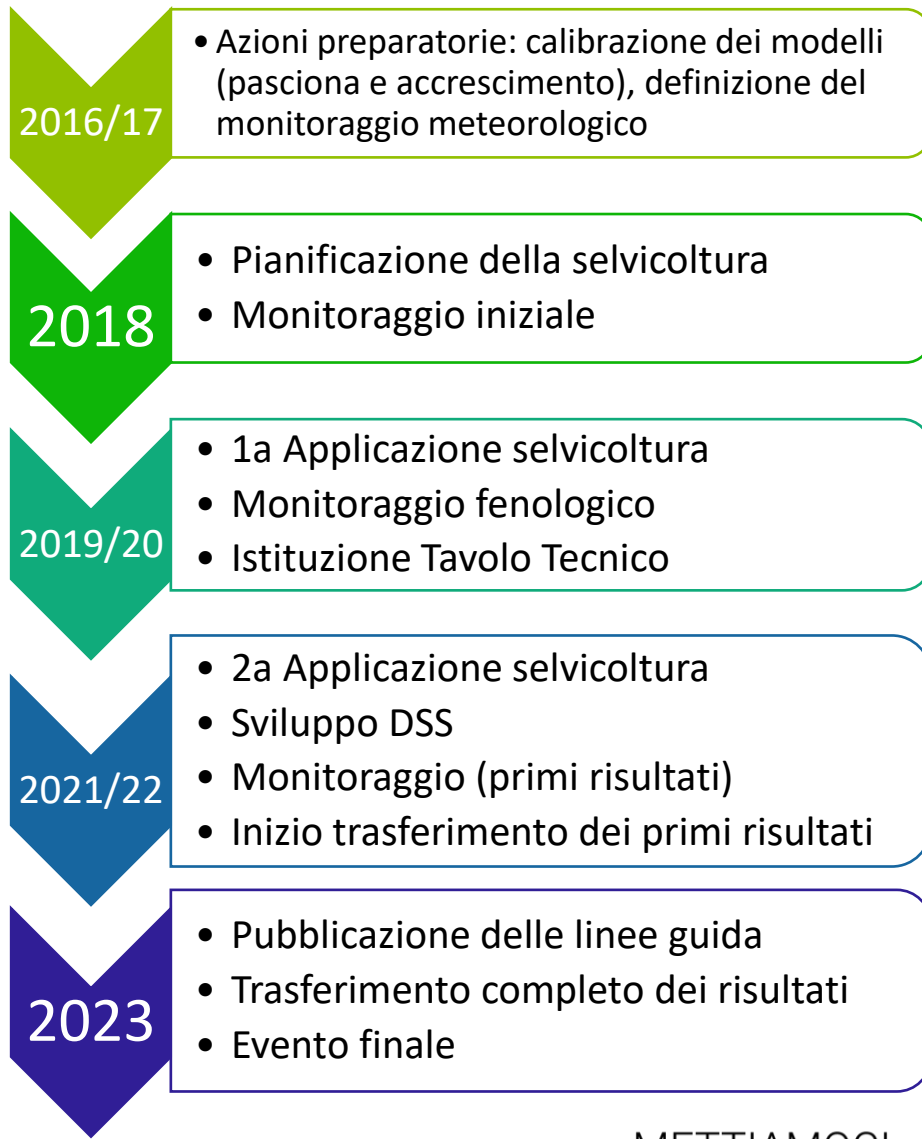 2016/17
• Azioni preparatorie: calibrazione dei modelli
(pasciona e accrescimento), definizione del
monitoraggio meteorologico
2018
• Pianificazione della selvicoltura
• Monitoraggio iniziale
2019/20
• 1a Applicazione selvicoltura
• Monitoraggio fenologico
• Istituzione Tavolo Tecnico
2021/22
• 2a Applicazione selvicoltura
• Sviluppo DSS
• Monitoraggio (primi risultati)
• Inizio trasferimento dei primi risultati
2023
• Pubblicazione delle linee guida
• Trasferimento completo dei risultati
• Evento finale